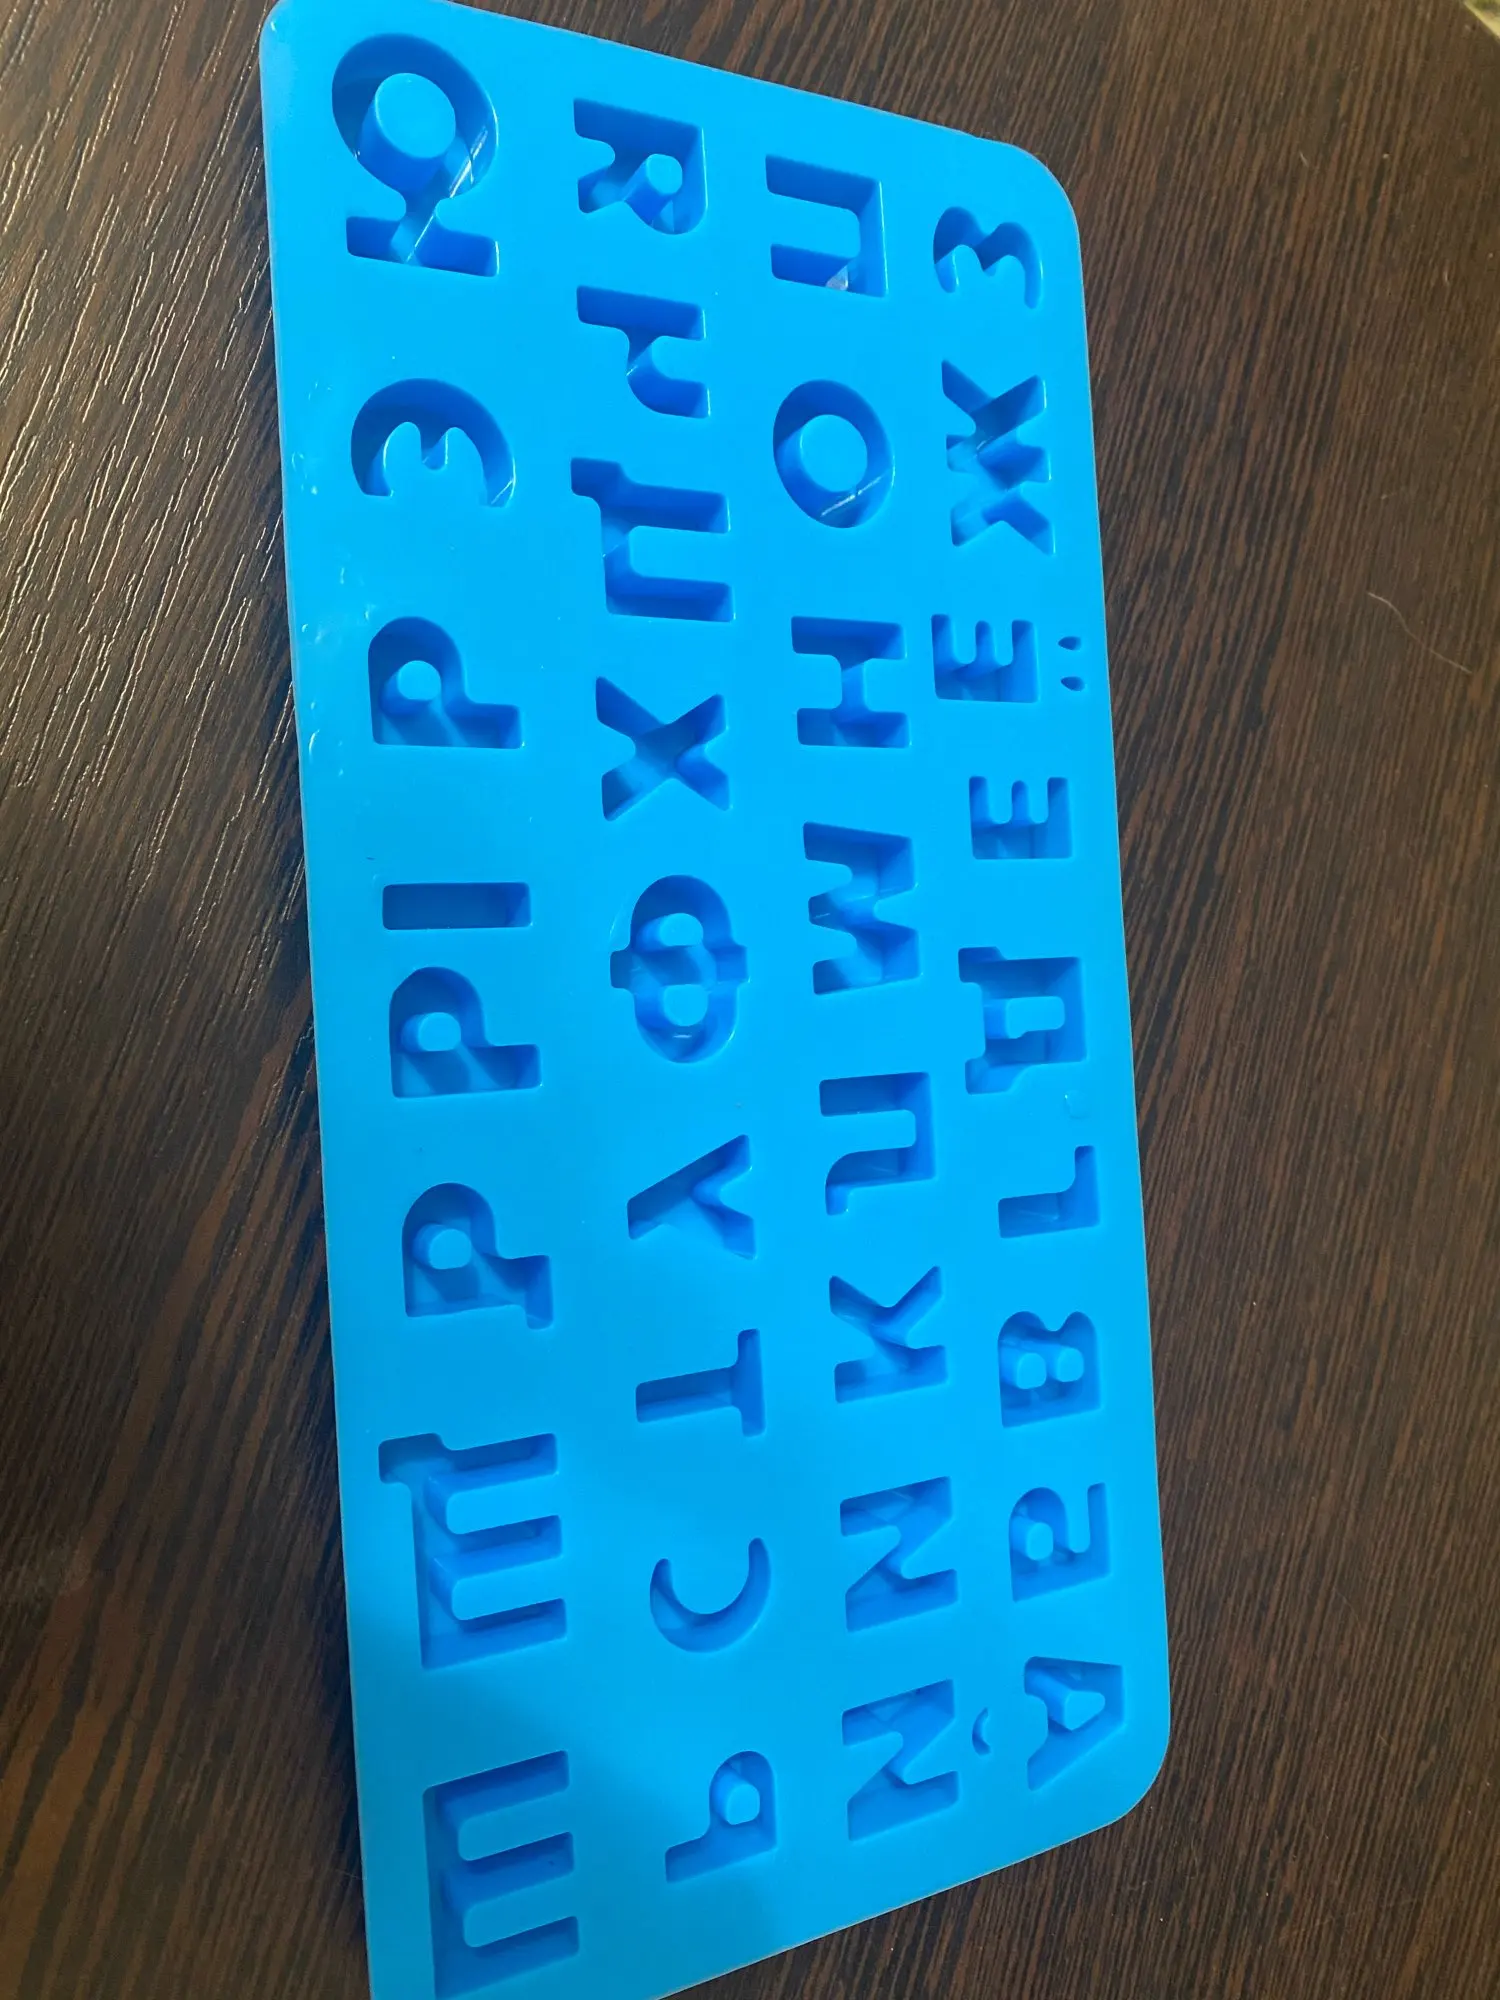 А Б В Г Д Е Ё Ж З
Й И К Л М Н О П
Р С Т У Ф Х Ц Ч Я
Ш Щ Ъ Ы Ь Э Ю